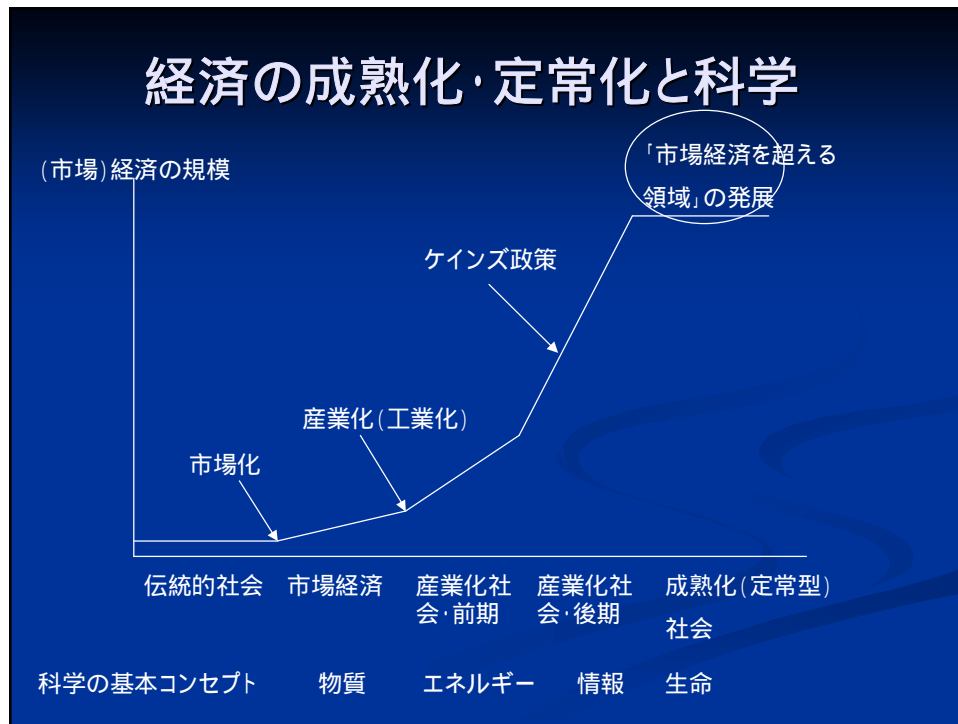 経済の成熟化･定常化と科学
(市場)経済の規模
｢市場経済を超える
領域｣の発展
ケインズ政策
産業化(工業化)
市場化
伝統的社会 市場経済 産業化社 産業化社 成熟化(定常型)
会･前期 会･後期 社会
科学の基本コンセプト 物質 エネルギー 情報 生命